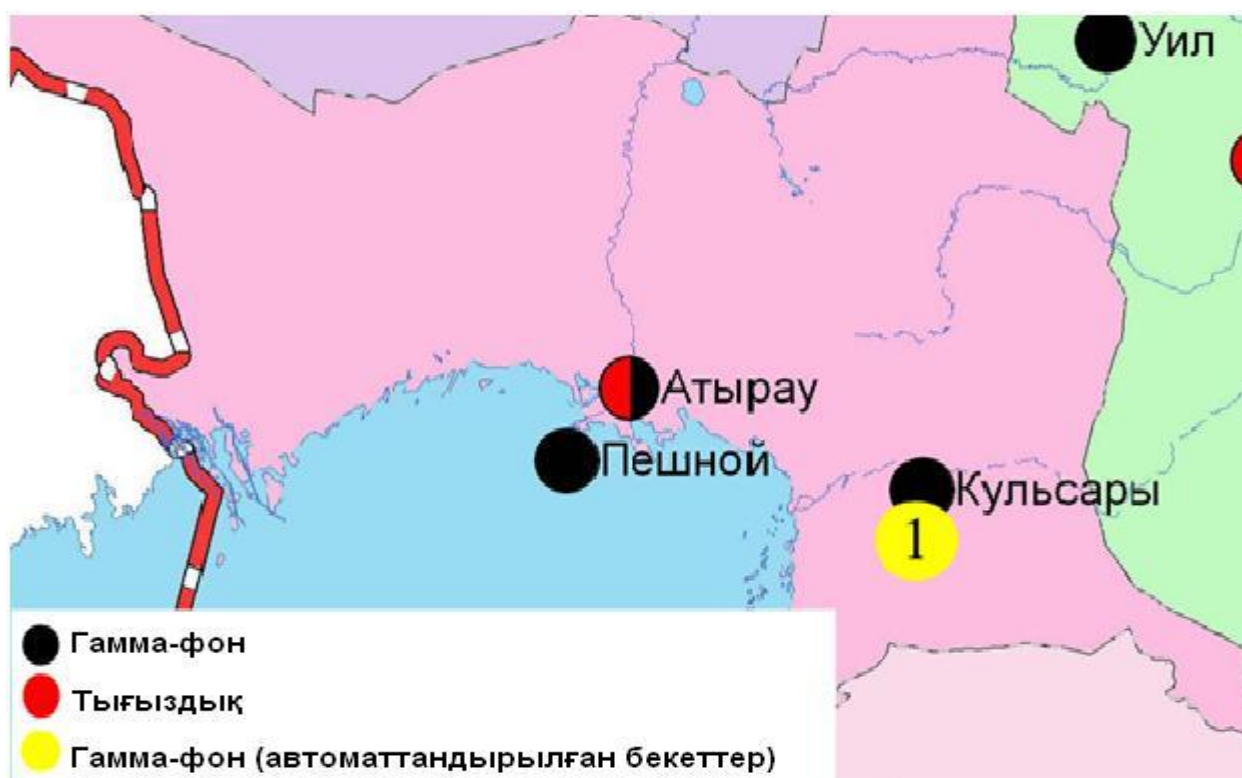 Уил
Атырау
Пешной
Кульсары
1
Гамма-фон
Тығыздық
Гамма-фон (автоматтандырылған бекеттер)